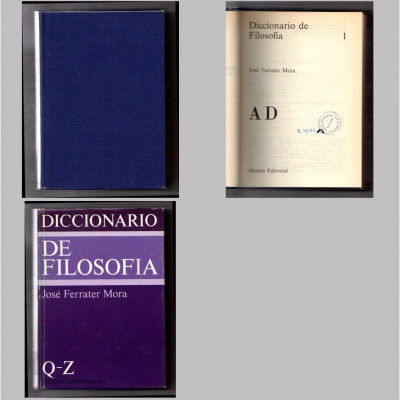 Diccionario de
Filosofía 1
José Ferrater Mora
A D
Alianza Editorial
DICCIONARIO
DE
FILOSOFIA
José Ferrater Mora
Q-Z